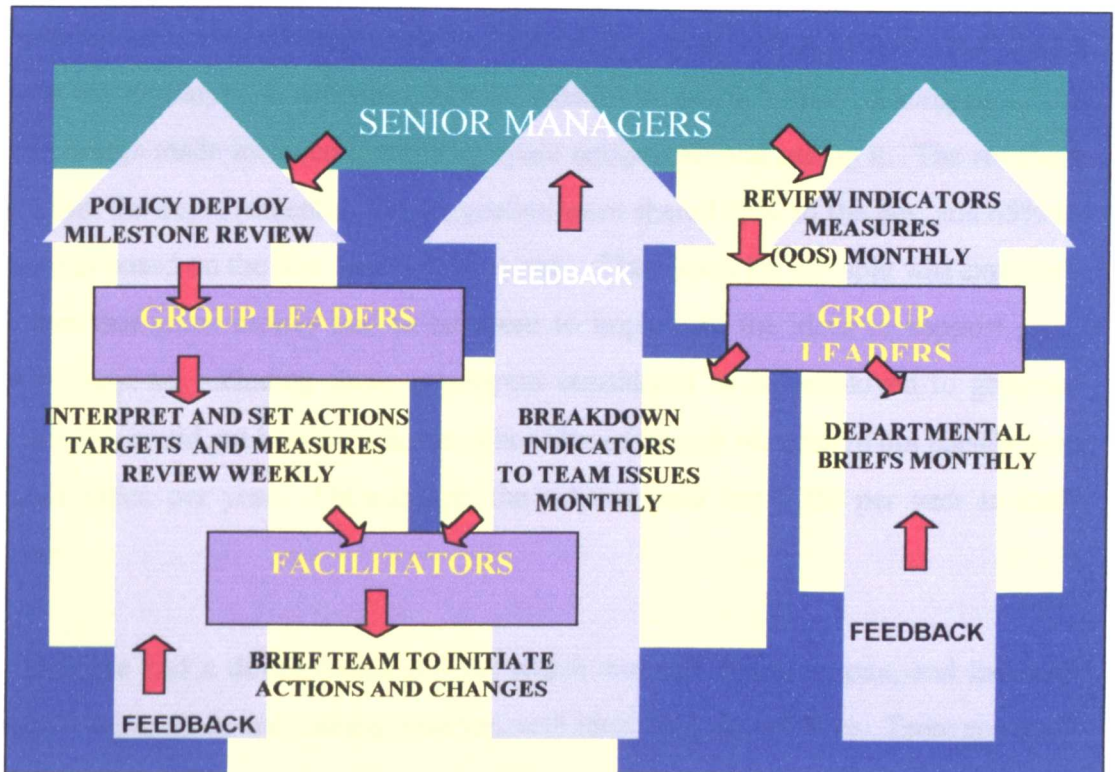 SENIOR MANAGERS
POLICY DEPLOY
MILESTONE REVIEW
REVIEW INDICATORS
MEASURES
(QOS) MONTHLY
FEEDBACK
GROUP LEADERS
GROUP
LEADERS
INTERPRET AND SET ACTIONS
TARGETS AND MEASURES
REVIEW WEEKLY
BREAKDOWN
INDICATORS
TO TEAM ISSUES
MONTHLY
DEPARTMENTAL
BRIEFS MONTHLY
FACILITATORS
FEEDBACK
BRIEF TEAM TO INITIATE
ACTIONS AND CHANGES
FEEDBACK